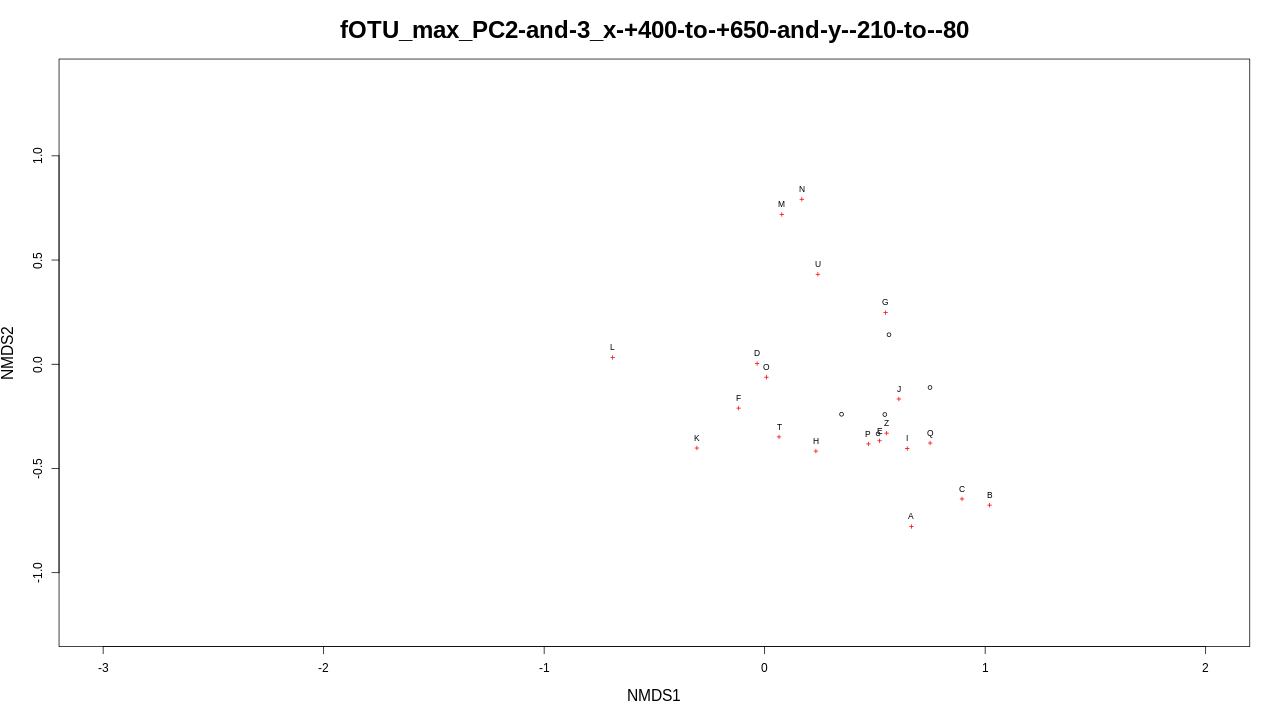 fOTU_max_PC2-and-3_x-+400-to-+650-and-y--210-to--80
NMDS2
1.0
0.5
0.0
-0.5
-1.0
N
M
U
G
L
D
O
J
F
Z
T
E
P
Q
K
I
H
C
B
A
-3
-2
-1
0
1
2
NMDS1